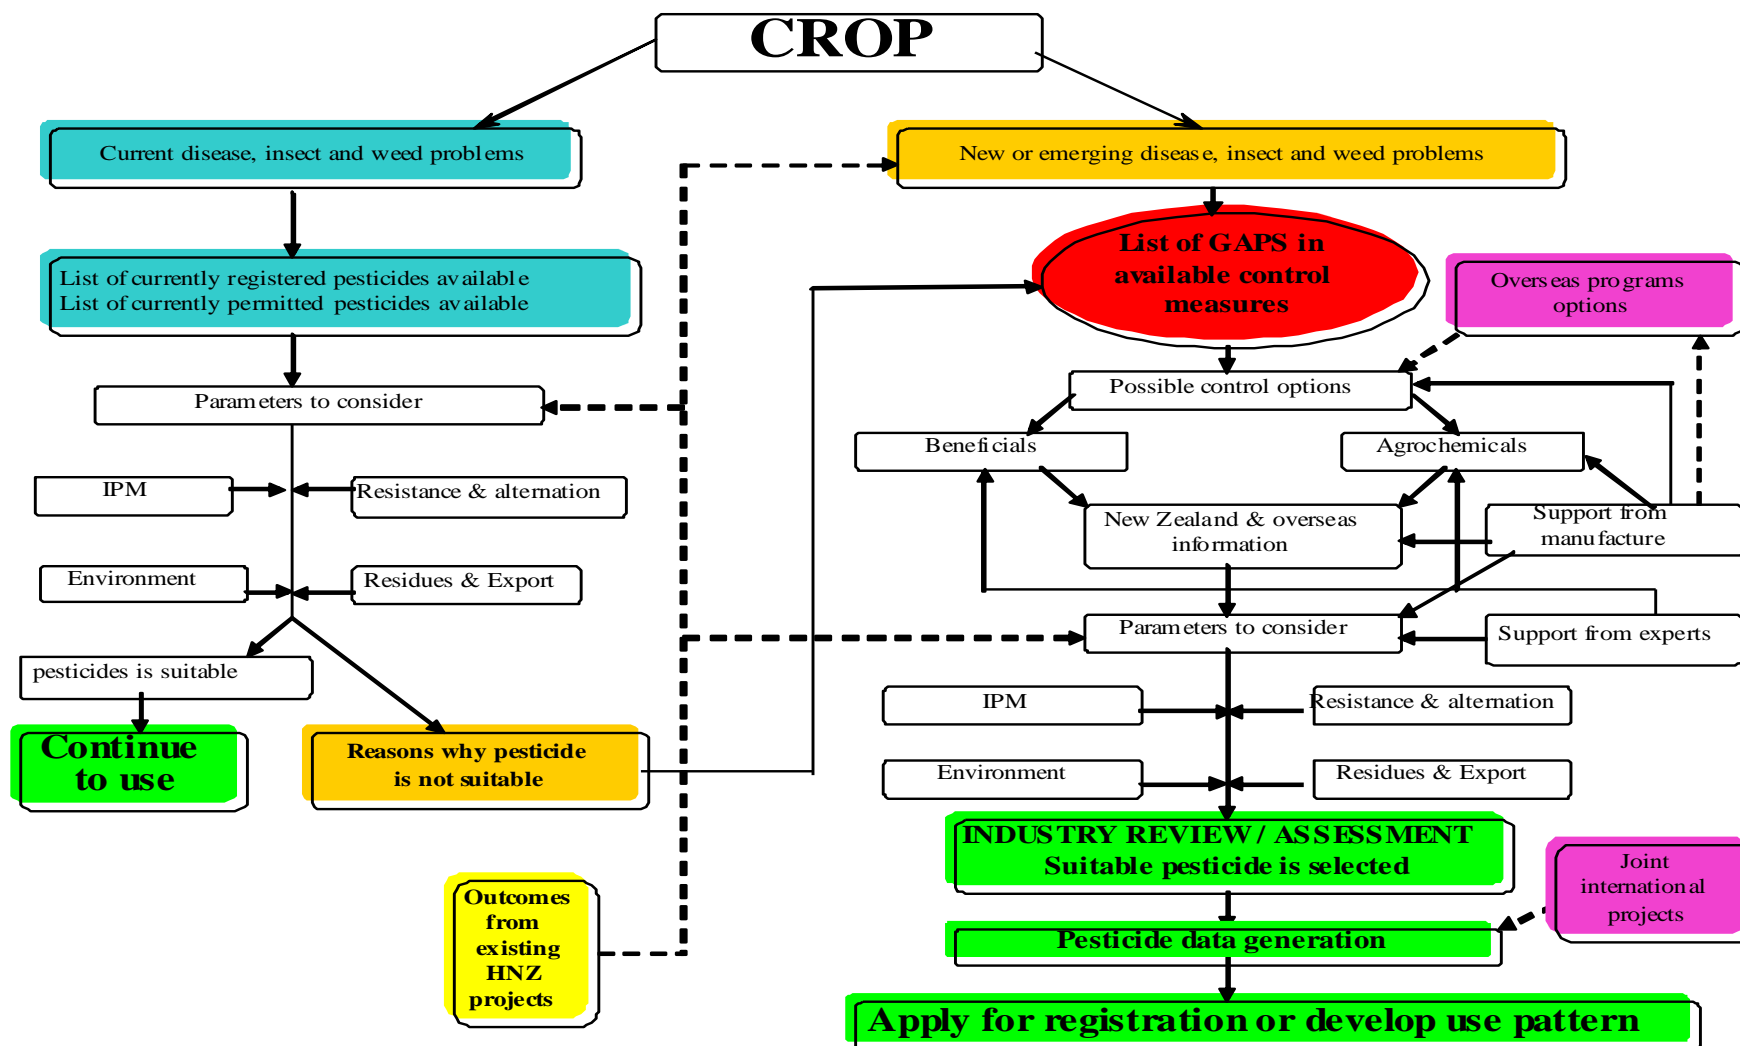 CROP
Current disease, insect and weed problems
New or emerging disease, insect and weed problems
List of currently registered pesticides available
List of currently permitted pesticides available
List of GAPS in
available control
measures
Overseas programs
options
Parameters to consider
Possible control options
Beneficials
Agrochemicals
IPM
Resistance & alternation
New Zealand & overseas
information
Support from
manufacture
Environment
Residues & Export
Parameters to consider
Support from experts
pesticides is suitable
IPM
Resistance & alternation
Continue
to use
Reasons why pesticide
is not suitable
Environment
Residues & Export
INDUSTRY REVIEW / ASSESSMENT
Suitable pesticide is selected
Outcomes
from
existing
HNZ
projects
Joint
international
projects
Pesticide data generation
Apply for registration or develop use pattern